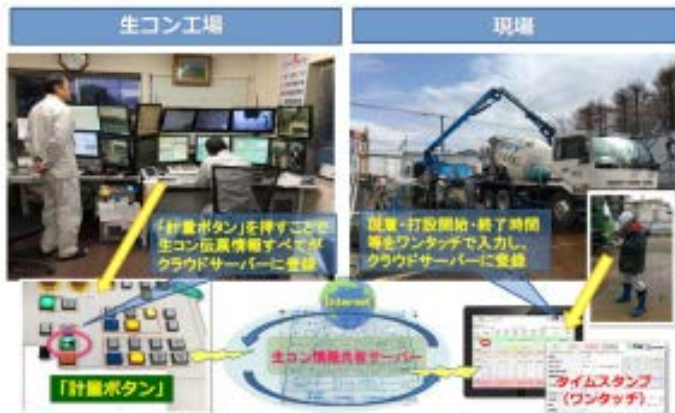 生コン工場
現場
「計量ボタン」を押すことで
生コン伝票情報すべてが
クラウドサーバーに登録
現着・打設開始・終了時間
等をワンタッチで入力し、
クラウドサーバーに登録
Internet
生コン情報共有サーバー
「計量ボタン」
タイムスタンプ
(ワンタッチ)